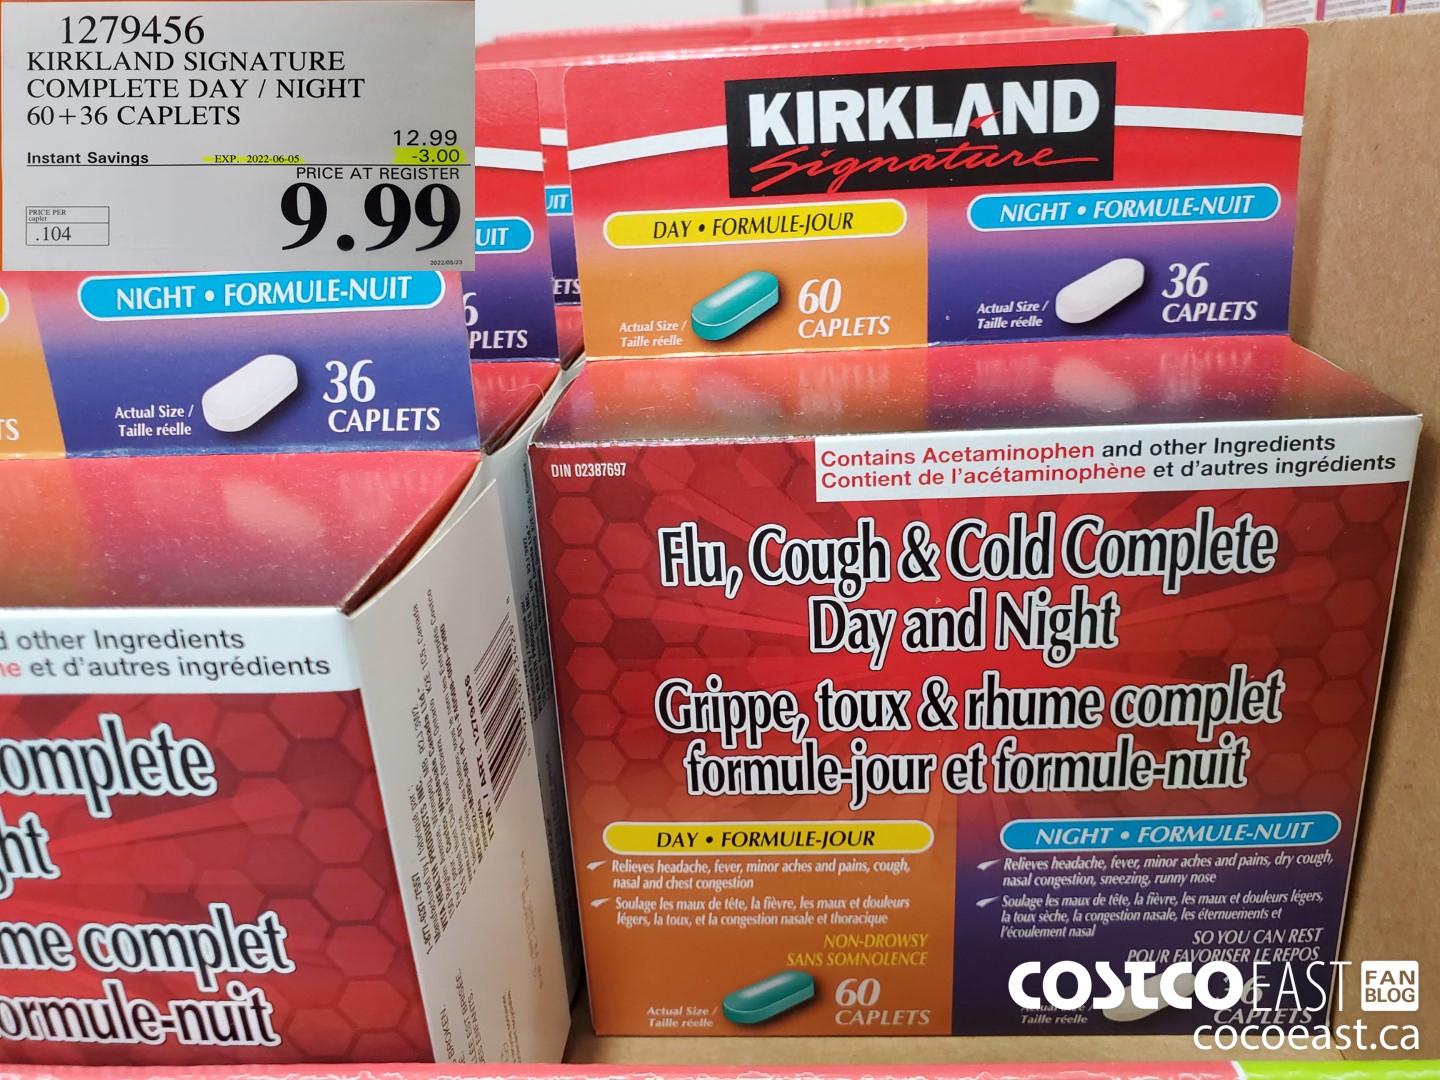 1279456
KIRKLAND SIGNATURE
COMPLETE DAY / NIGHT
60+36 CAPLETS
12.99
Instant Savings EXP. 2022-06-05 -3.00
PRICE AT REGISTER
9.99
PRICE PER
caplet
.104
2022/05/23
KIRKLAND
Signature
DAY • FORMULE-JOUR
Actual Size /
Taille réelle
60
CAPLETS
NIGHT • FORMULE-NUIT
Actual Size /
Taille réelle
36
CAPLETS
UIT
ETS
UIT
6
PLETS
NIGHT • FORMULE-NUIT
Actual Size /
Taille réelle
36
CAPLETS
TS
DIN 02387697
Contains Acetaminophen and other Ingredients
Contient de l'acétaminophène et d'autres ingrédients
Flu, Cough & Cold Complete
Day and Night
Grippe, toux & rhume complet
formule-jour et formule-nuit
DAY • FORMULE-JOUR
Relieves headache, fever, minor aches and pains, cough,
nasal and chest congestion
Soulage les maux de tête, la fièvre, les maux et douleurs
légers, la toux, et la congestion nasale et thoracique
NON-DROWSY
SANS SOMNOLENCE
Actual Size /
Taille réelle
60
CAPLETS
NIGHT • FORMULE-NUIT
Relieves headache, fever, minor aches and pains, dry cough,
nasal congestion, sneezing, runny nose
Soulage les maux de tête, la fièvre, les maux et douleurs légers,
la toux sèche, la congestion nasale, les éternuements et
l'écoulement nasal
SO YOU CAN REST
POUR FAVORISER LE REPOS
Taille réelle
36
CAPLETS
d other Ingredients
ne et d'autres ingrédients
omplete
ht
me complet
ormule-nuit
COSTCO EAST FAN BLOG
cocoeast.ca